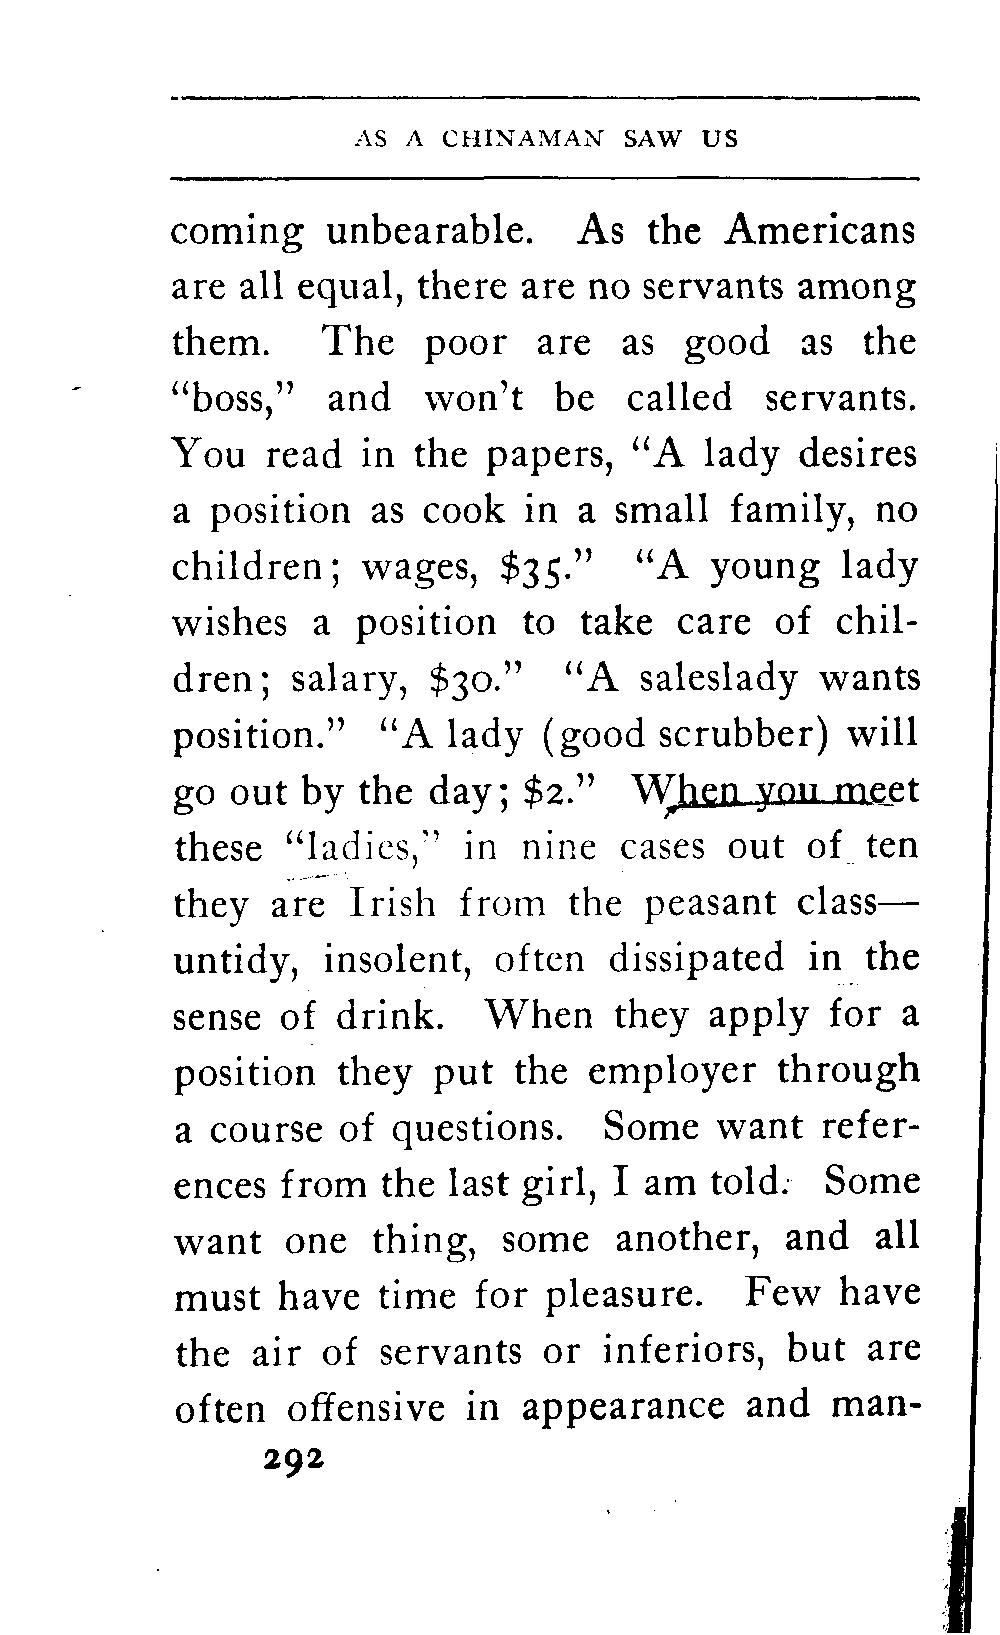 AS A CHINAMAN SAW US
coming unbearable. As the Americans
are all equal, there are no servants among
them. The poor are as good as the
“boss,” and won’t be called servants.
You read in the papers, “A lady desires
a position as cook in a small family, no
children; wages, $35.” “A young lady
wishes a position to take care of chil-
dren; salary, $30.” “A saleslady wants
position.” “A lady (good scrubber) will
go out by the day; $2.” When you meet
these “ladies,” in nine cases out of ten
they are Irish from the peasant class—
untidy, insolent, often dissipated in the
sense of drink. When they apply for a
position they put the employer through
a course of questions. Some want refer-
ences from the last girl, I am told. Some
want one thing, some another, and all
must have time for pleasure. Few have
the air of servants or inferiors, but are
often offensive in appearance and man-
292